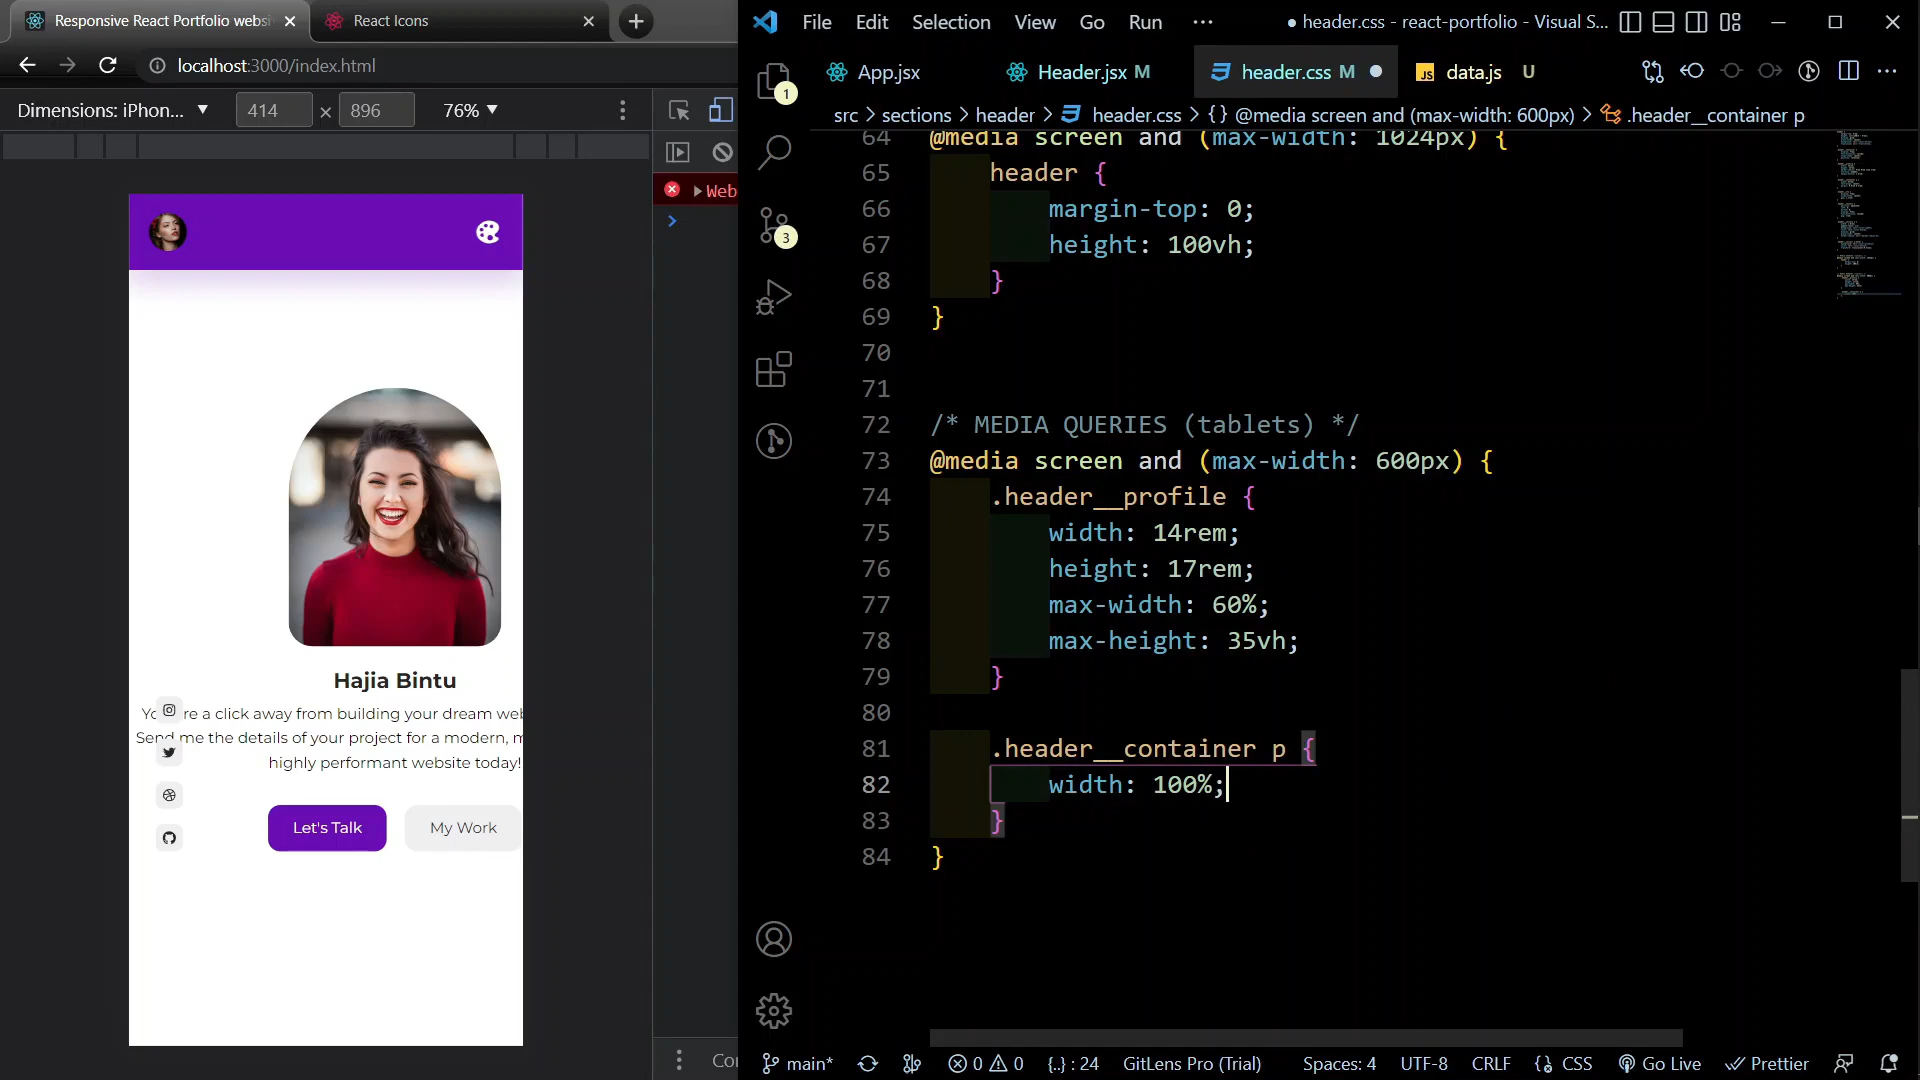 Responsive React Portfolio websi
React Icons
localhost:3000/index.html
Dimensions: iPhon...
414
×
896
76%
Web
Hajia Bintu
re a click away from building your dream web
Send me the details of your project for a modern, m
highly performant website today!
Let's Talk
My Work
File Edit Selection View Go Run ...
● header.css - react-portfolio - Visual S...
App.jsx
Header.jsx M
header.css M
JS data.js U
src > sections > header > header.css > {} @media screen and (max-width: 600px) > .header__container p
1
3
64 @media screen and (max-width: 1024px) {
65 header {
66 margin-top: 0;
67 height: 100vh;
68 }
69 }
70
71
72 /* MEDIA QUERIES (tablets) */
73 @media screen and (max-width: 600px) {
74 .header__profile {
75 width: 14rem;
76 height: 17rem;
77 max-width: 60%;
78 max-height: 35vh;
79 }
80
81 .header__container p {
82 width: 100%;
83 }
84 }
main* 0 0 {..} : 24 GitLens Pro (Trial) Spaces: 4 UTF-8 CRLF {} CSS Go Live Prettier